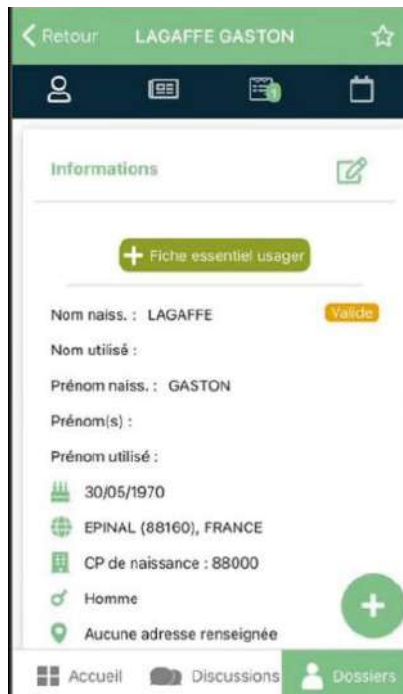 Retour LAGAFFE GASTON
1
Informations
+ Fiche essentiel usager
Nom naiss. : LAGAFFE Valide
Nom utilisé :
Prénom naiss. : GASTON
Prénom(s) :
Prénom utilisé :
30/05/1970
EPINAL (88160), FRANCE
CP de naissance : 88000
Homme
Aucune adresse renseignée
Accueil Discussions Dossiers